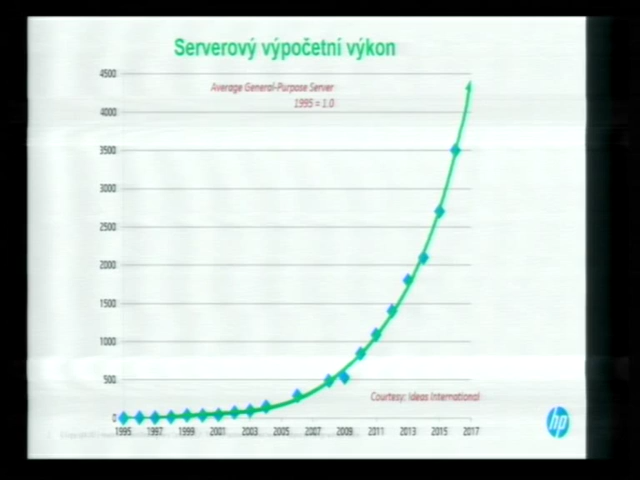 Serverový výpočetní výkon
Average General-Purpose Server
1995 = 1.0
4500
4000
3500
3000
2500
2000
1500
1000
500
0
1995 1997 1999 2001 2003 2005 2007 2009 2011 2013 2015 2017
Courtesy: Ideas International
hp